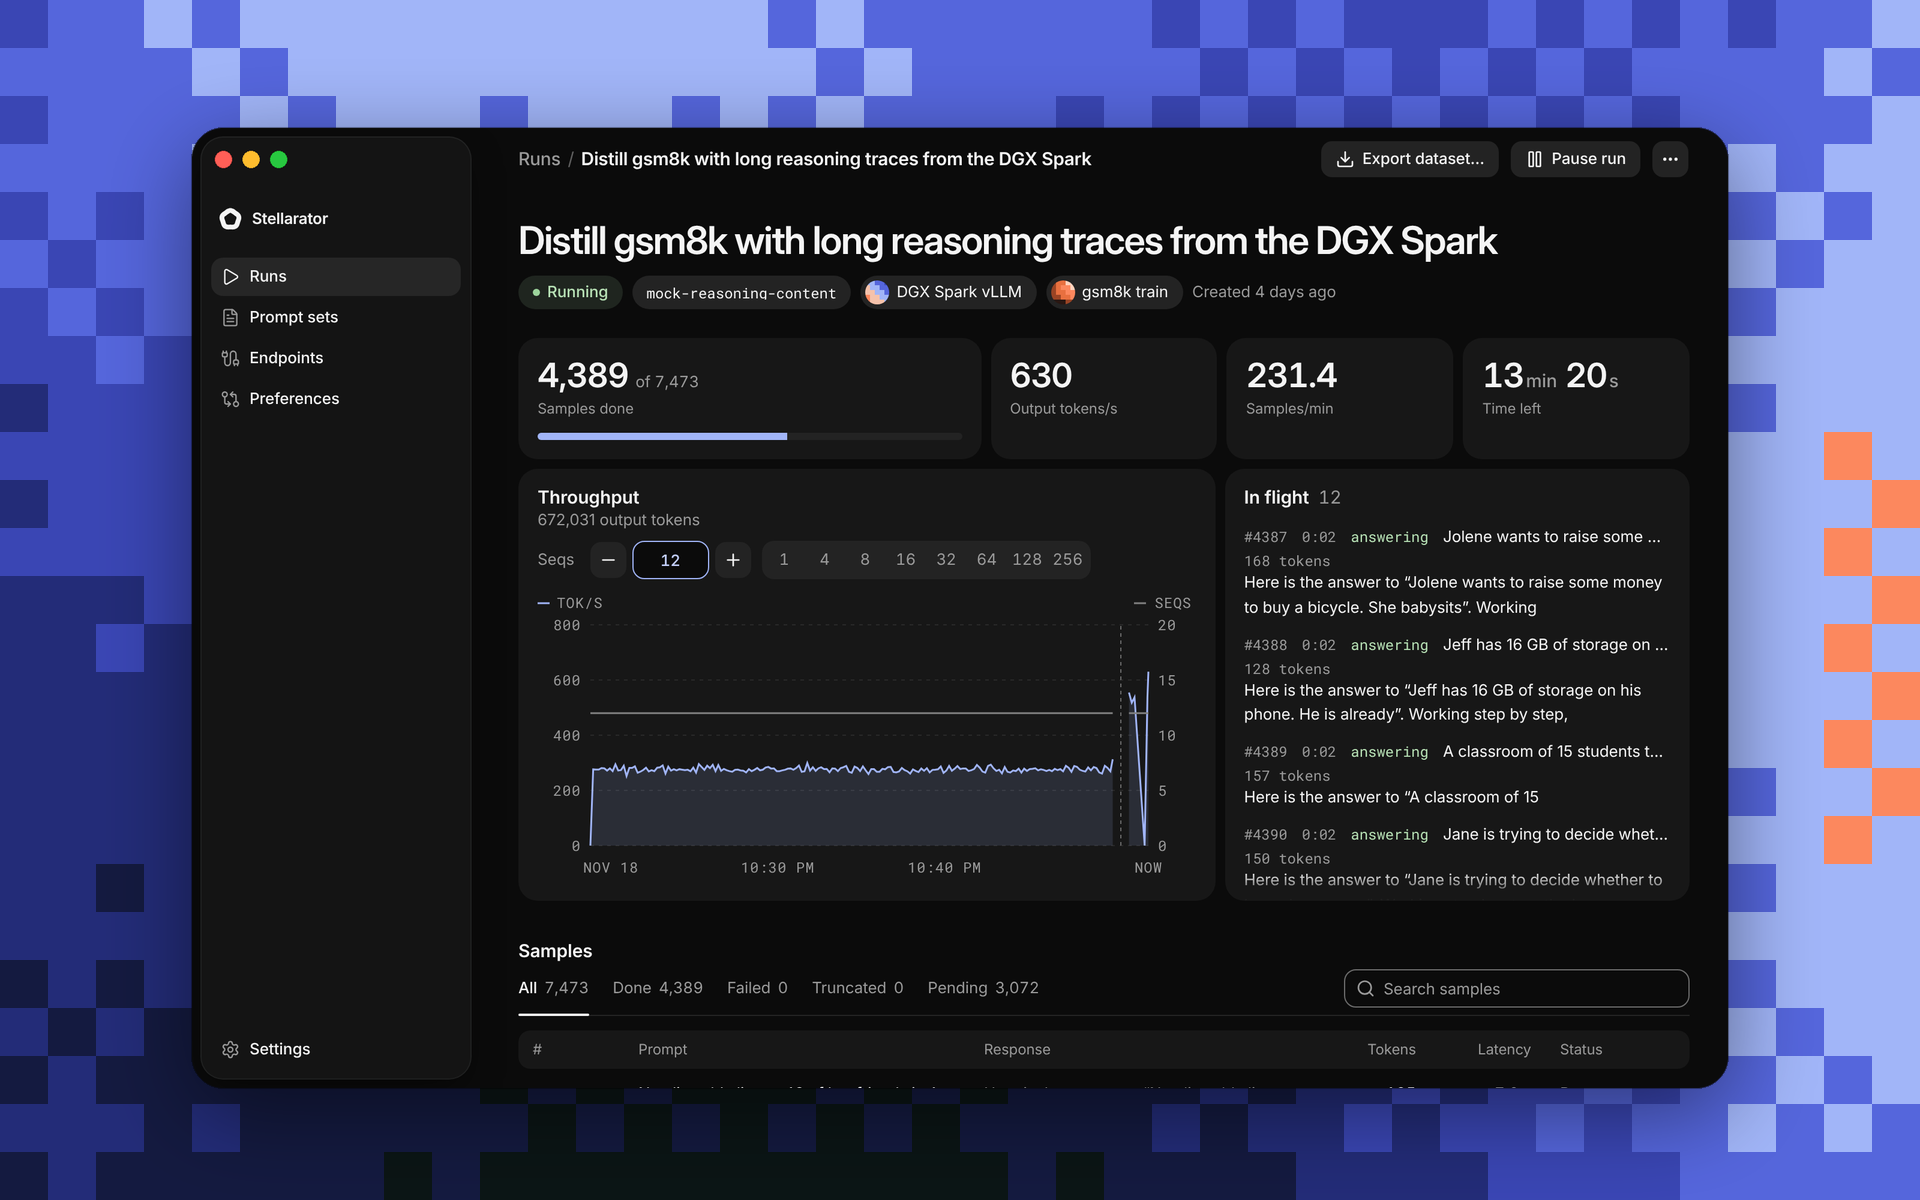 Runs / Distill gsm8k with long reasoning traces from the DGX Spark
Export dataset...
Pause run
Stellarator
Runs
Prompt sets
Endpoints
Preferences
Settings
Distill gsm8k with long reasoning traces from the DGX Spark
Running
mock-reasoning-content
DGX Spark vLLM
gsm8k train
Created 4 days ago
4,389 of 7,473
Samples done
630
Output tokens/s
231.4
Samples/min
13min 20s
Time left
Throughput
672,031 output tokens
Seqs − 12 + 1 4 8 16 32 64 128 256
TOK/S
SEQS
800
600
400
200
0
20
15
10
5
0
NOV 18
10:30 PM
10:40 PM
NOW
In flight 12
#4387 0:02 answering Jolene wants to raise some ...
168 tokens
Here is the answer to “Jolene wants to raise some money
to buy a bicycle. She babysits”. Working
#4388 0:02 answering Jeff has 16 GB of storage on ...
128 tokens
Here is the answer to “Jeff has 16 GB of storage on his
phone. He is already”. Working step by step,
#4389 0:02 answering A classroom of 15 students t...
157 tokens
Here is the answer to “A classroom of 15
#4390 0:02 answering Jane is trying to decide whet...
150 tokens
Here is the answer to “Jane is trying to decide whether to
Samples
All 7,473
Done 4,389
Failed 0
Truncated 0
Pending 3,072
Search samples
# Prompt Response Tokens Latency Status